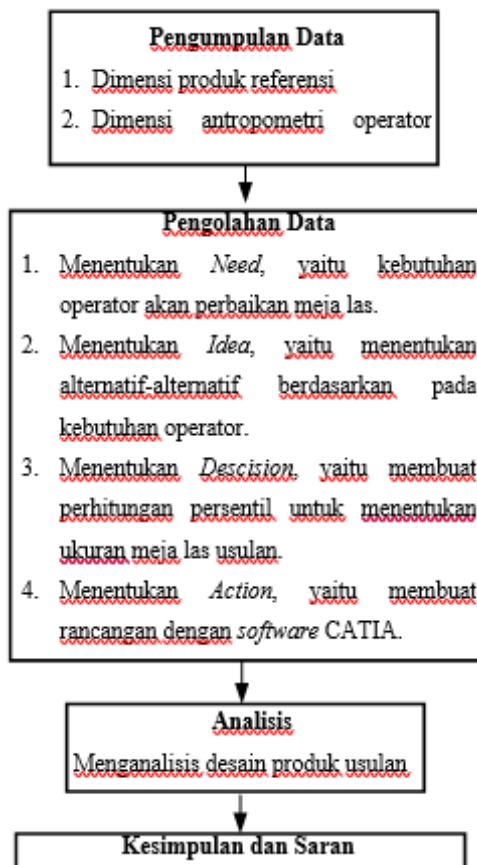 Pengumpulan Data
1. Dimensi produk referensi
2. Dimensi antropometri operator
Pengolahan Data
1. Menentukan Need, yaitu kebutuhan
operator akan perbaikan meja las.
2. Menentukan Idea, yaitu menentukan
alternatif-alternatif berdasarkan pada
kebutuhan operator.
3. Menentukan Descision, yaitu membuat
perhitungan persentil untuk menentukan
ukuran meja las usulan.
4. Menentukan Action, yaitu membuat
rancangan dengan software CATIA.
Analisis
Menganalisis desain produk usulan
Kesimpulan dan Saran